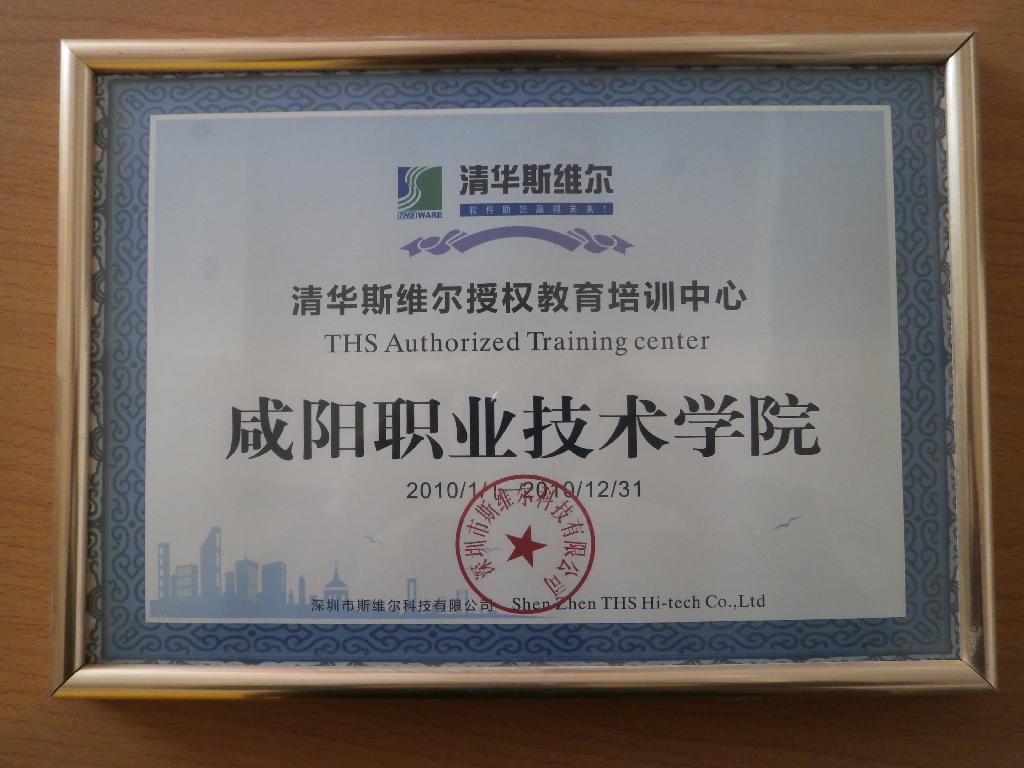 清华斯维尔
THSWARE
软件助您赢得未来！
清华斯维尔授权教育培训中心
THS Authorized Training center
咸阳职业技术学院
2010/1/1—2010/12/31
深圳市斯维尔科技有限公司
深圳市斯维尔科技有限公司 Shen Zhen THS Hi-tech Co.,Ltd